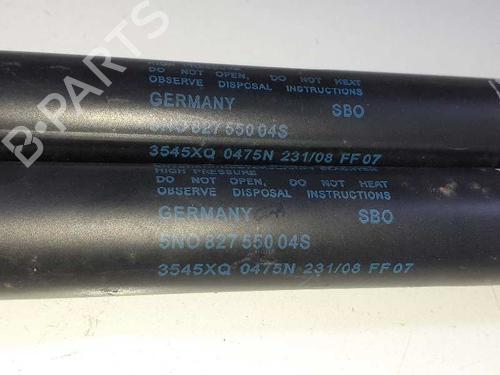 B-PARTS
HIGH PRESSURE
DO NOT OPEN, DO NOT HEAT
OBSERVE DISPOSAL INSTRUCTIONS
GERMANY SBO
5N0 827 550 04S
3545XQ 0475N 231/08 FF07
HIGH PRESSURE
DO NOT OPEN, DO NOT HEAT
OBSERVE DISPOSAL INSTRUCTIONS
GERMANY SBO
5N0 827 550 04S
3545XQ 0475N 231/08 FF07